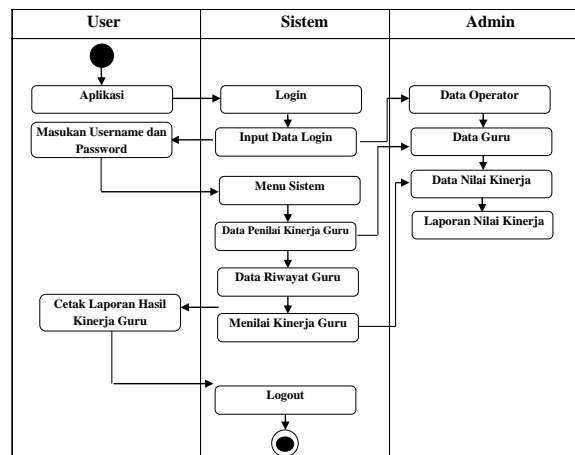 User
Sistem
Admin
Aplikasi
Login
Data Operator
Masukan Username dan
Password
Input Data Login
Data Guru
Menu Sistem
Data Nilai Kinerja
Data Penilai Kinerja Guru
Laporan Nilai Kinerja
Data Riwayat Guru
Cetak Laporan Hasil
Kinerja Guru
Menilai Kinerja Guru
Logout